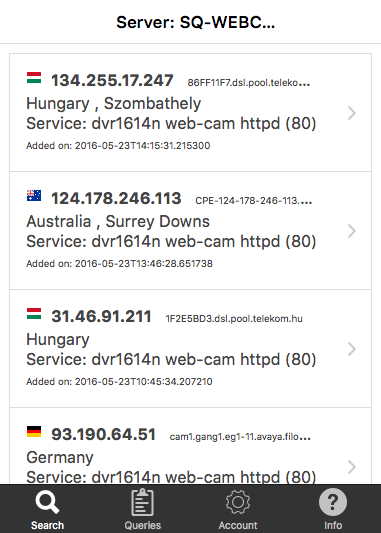 Server: SQ-WEBC...
134.255.17.247 86FF11F7.dsl.pool.teleko...
Hungary , Szombathely
Service: dvr1614n web-cam httpd (80)
Added on: 2016-05-23T14:15:31.215300
124.178.246.113 CPE-124-178-246-113....
Australia , Surrey Downs
Service: dvr1614n web-cam httpd (80)
Added on: 2016-05-23T13:46:28.651738
31.46.91.211 1F2E5BD3.dsl.pool.telekom.hu
Hungary
Service: dvr1614n web-cam httpd (80)
Added on: 2016-05-23T10:45:34.207210
93.190.64.51 cam1.gang1.eg1-11.avaya.filo...
Germany
Service: dvr1614n web-cam httpd (80)
Search Queries Account Info